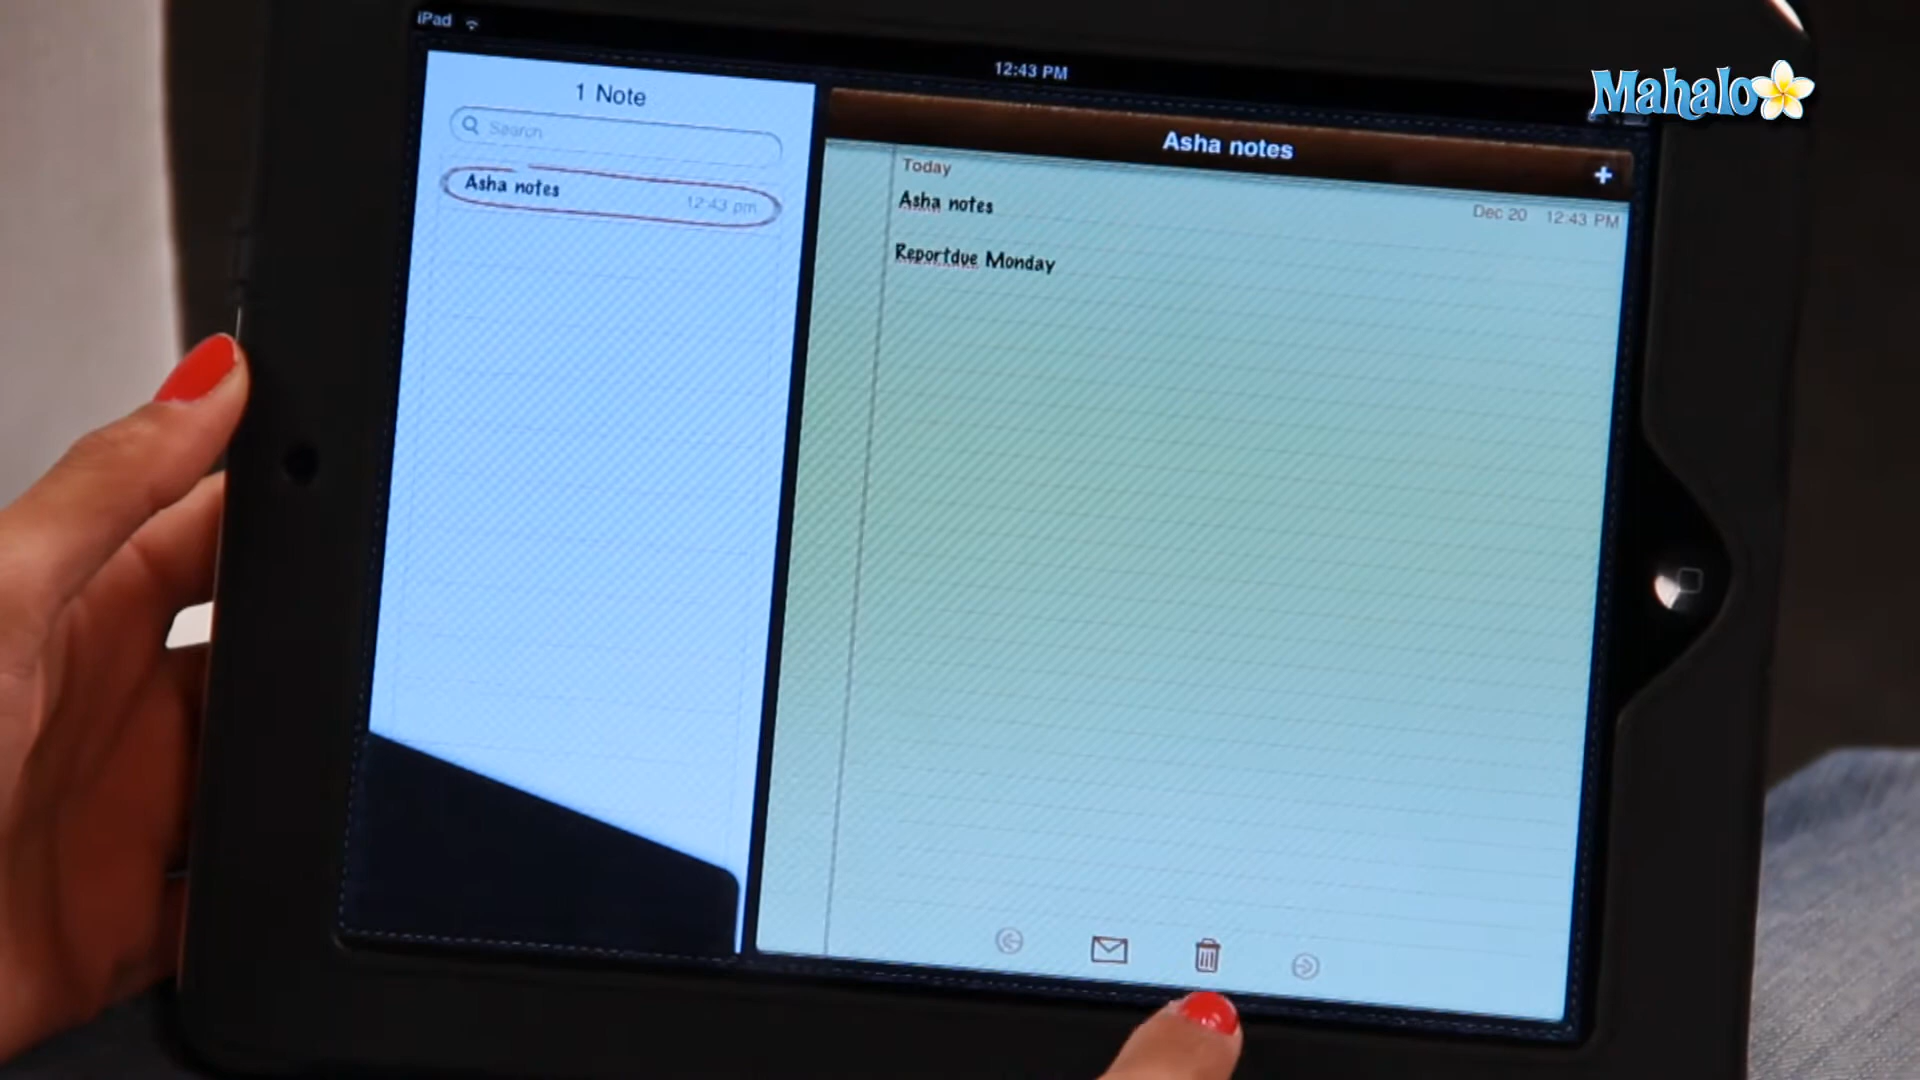 iPad
12:43 PM
Mahalo
1 Note
Search
Asha notes
12:43 pm
Asha notes
+
Today
Dec 20 12:43 PM
Asha notes
Reportdue Monday